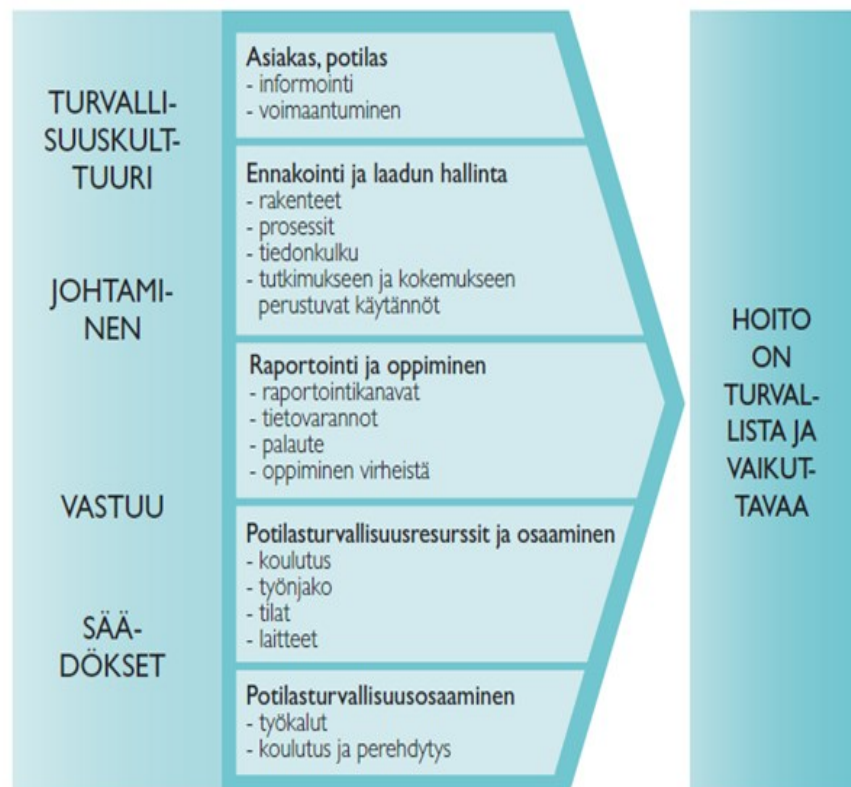 TURVALLI-
SUUSKULT-
TUURI
JOHTAMI-
NEN
VASTUU
SÄÄ-
DÖKSET
Asiakas, potilas
- informointi
- voimaantuminen
Ennakointi ja laadun hallinta
- rakenteet
- prosessit
- tiedonkulku
- tutkimukseen ja kokemukseen
perustuvat käytännöt
Raportointi ja oppiminen
- raportointikanavat
- tietovarannot
- palaute
- oppiminen virheistä
Potilasturvallisuusresurssit ja osaaminen
- koulutus
- työnjako
- tilat
- laitteet
Potilasturvallisuusosaaminen
- työkalut
- koulutus ja perehdytys
HOITO
ON
TURVAL-
LISTA JA
VAIKUT-
TAVAA